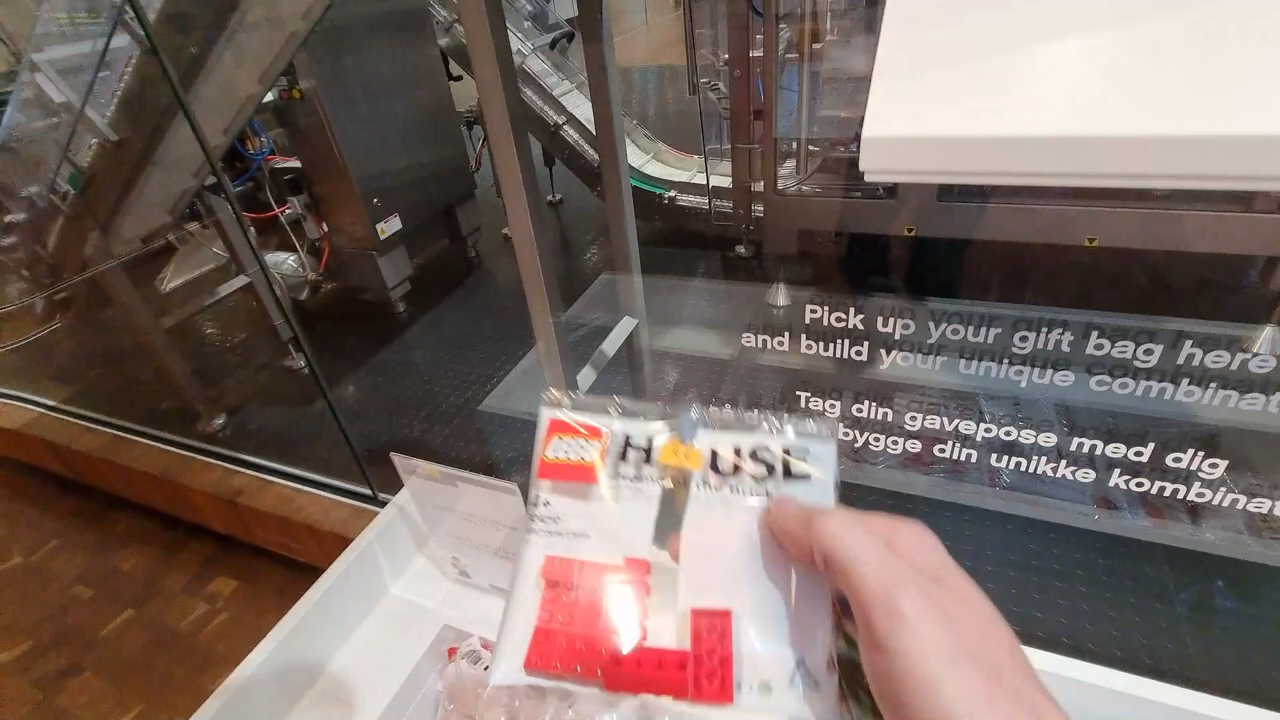 Pick up your gift bag here
and build your unique combinat
Tag din gavepose med dig
bygge din unikke kombinat
LEGO
HOUSE